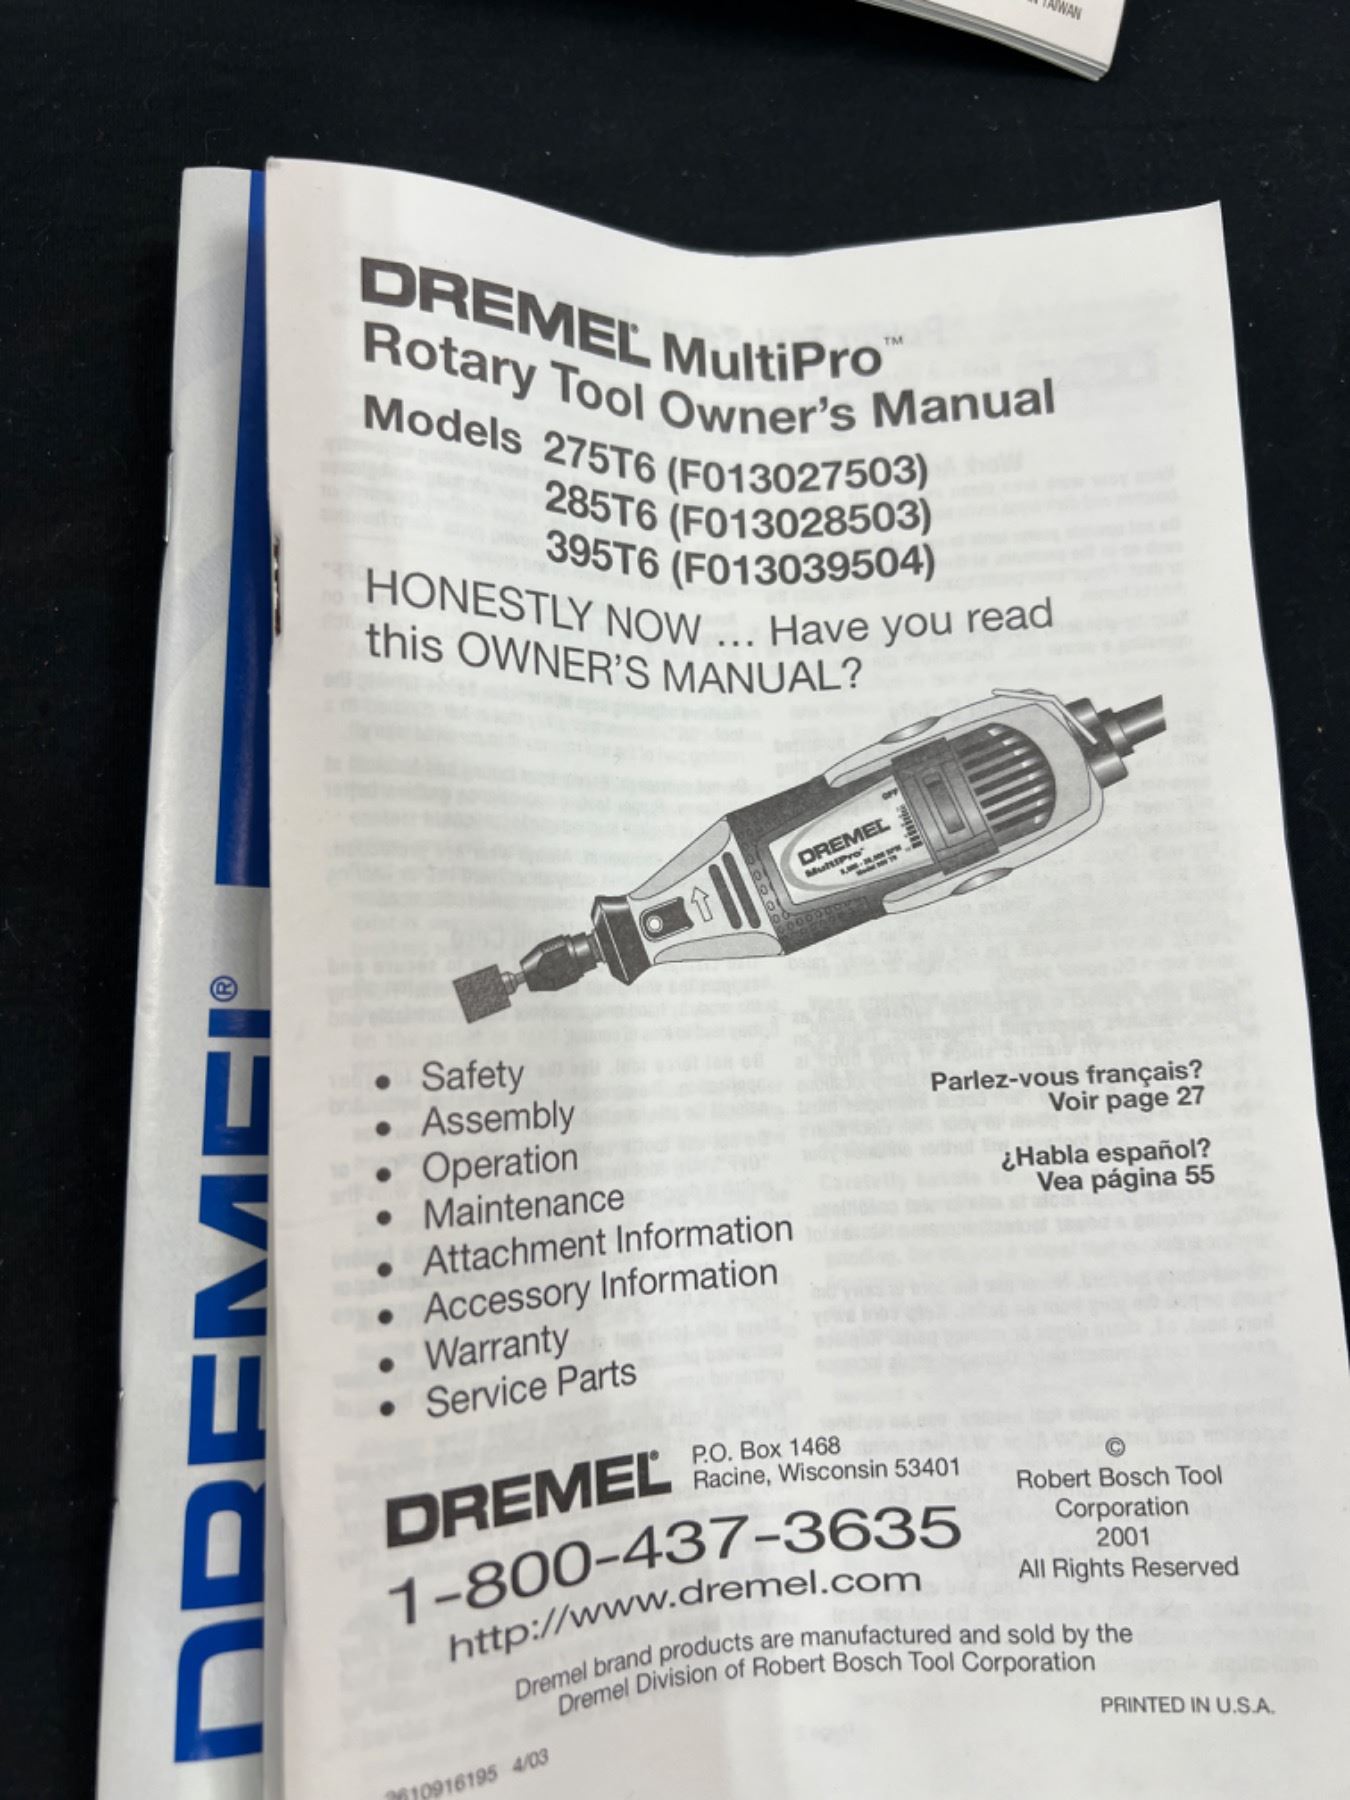 TAIWAN
DREMEL® MultiPro™
Rotary Tool Owner's Manual
Models 275T6 (F013027503)
285T6 (F013028503)
395T6 (F013039504)
HONESTLY NOW ... Have you read
this OWNER'S MANUAL?
OFF
DREMEL
MultiPro
• Safety
• Assembly
• Operation
• Maintenance
• Attachment Information
• Accessory Information
• Warranty
• Service Parts
Parlez-vous français?
Voir page 27
¿Habla español?
Vea página 55
DREMEL® P.O. Box 1468
Racine, Wisconsin 53401
1-800-437-3635
http://www.dremel.com
©
Robert Bosch Tool
Corporation
2001
All Rights Reserved
Dremel brand products are manufactured and sold by the
Dremel Division of Robert Bosch Tool Corporation
PRINTED IN U.S.A.
2610916195 4/03
DREMEL®